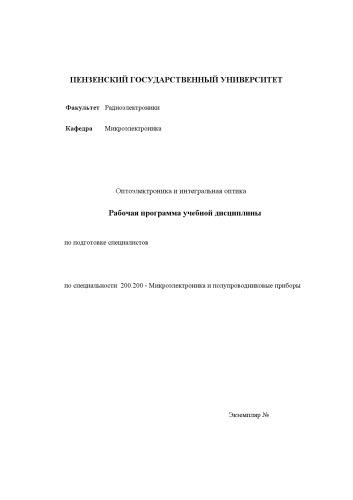 ПЕНЗЕНСКИЙ ГОСУДАРСТВЕННЫЙ УНИВЕРСИТЕТ
Факультет Радиоэлектроники
Кафедра Микроэлектроника
Оптоэлектроника и интегральная оптика
Рабочая программа учебной дисциплины
по подготовке специалистов
по специальности 200.200 - Микроэлектроника и полупроводниковые приборы
Экземпляр №